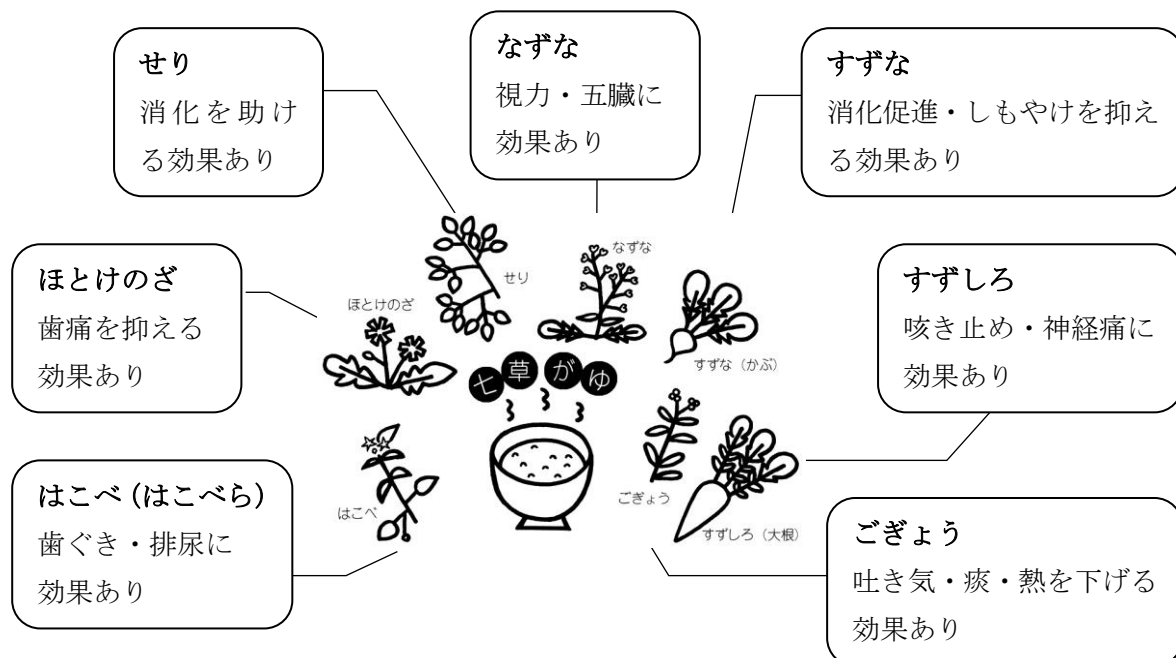 せり
消化を助け
る効果あり
なずな
視力・五臓に
効果あり
すずな
消化促進・しもやけを抑え
る効果あり
ほとけのざ
歯痛を抑える
効果あり
すずしろ
咳き止め・神経痛に
効果あり
はこべ(はこべら)
歯ぐき・排尿に
効果あり
ごぎょう
吐き気・痰・熱を下げる
効果あり
せり
なずな
ほとけのざ
すずな(かぶ)
七草がゆ
はこべ
ごぎょう
すずしろ(大根)